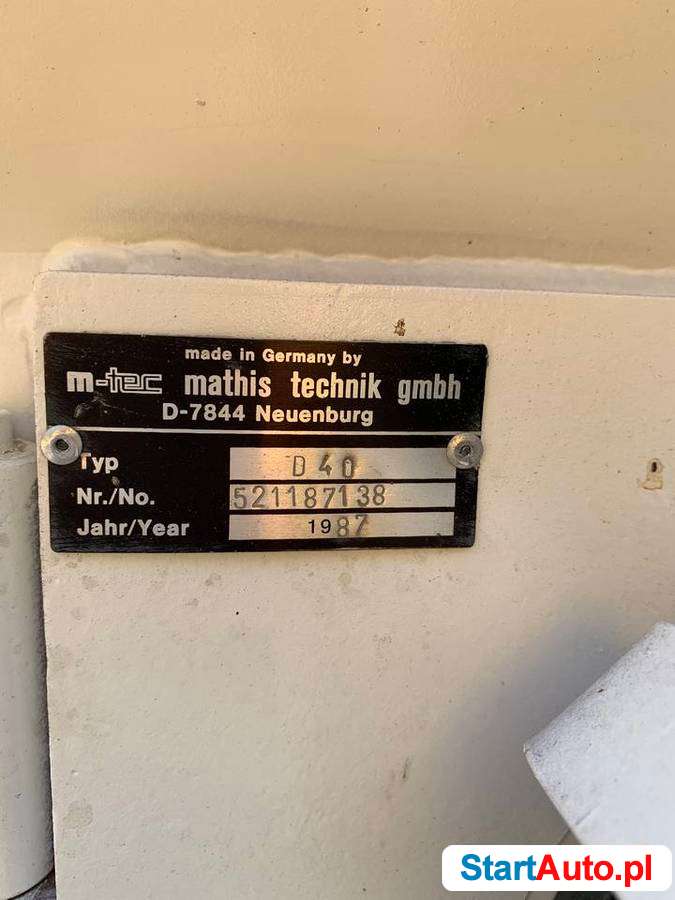 made in Germany by
m-tec mathis technik gmbh
D-7844 Neuenburg
Typ D 40
Nr./No. 521187138
Jahr/Year 1987
StartAuto.pl